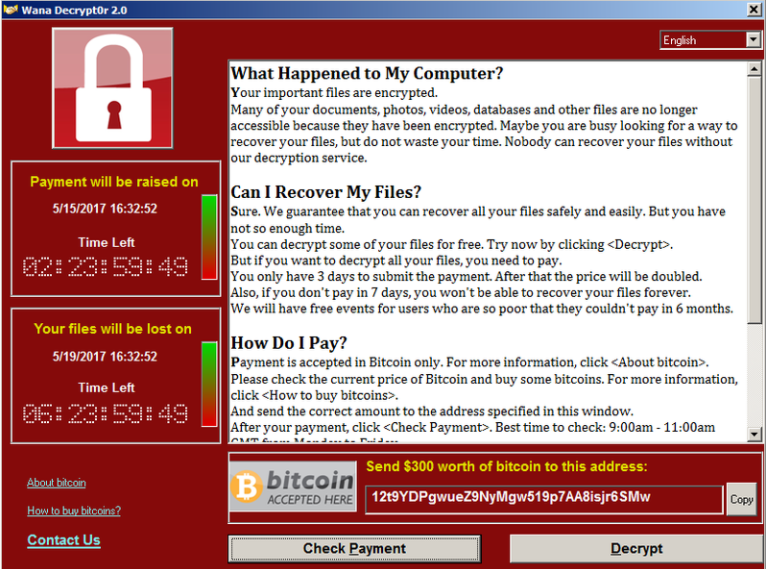 Wana Decrypt0r 2.0
English
What Happened to My Computer?
Your important files are encrypted.
Many of your documents, photos, videos, databases and other files are no longer
accessible because they have been encrypted. Maybe you are busy looking for a way to
recover your files, but do not waste your time. Nobody can recover your files without
our decryption service.
Can I Recover My Files?
Sure. We guarantee that you can recover all your files safely and easily. But you have
not so enough time.
You can decrypt some of your files for free. Try now by clicking <Decrypt>.
But if you want to decrypt all your files, you need to pay.
You only have 3 days to submit the payment. After that the price will be doubled.
Also, if you don't pay in 7 days, you won't be able to recover your files forever.
We will have free events for users who are so poor that they couldn't pay in 6 months.
How Do I Pay?
Payment is accepted in Bitcoin only. For more information, click <About bitcoin>.
Please check the current price of Bitcoin and buy some bitcoins. For more information,
click <How to buy bitcoins>.
And send the correct amount to the address specified in this window.
After your payment, click <Check Payment>. Best time to check: 9:00am - 11:00am
GMT from Monday to Friday.
Payment will be raised on
5/15/2017 16:32:52
Time Left
02:23:59:49
Your files will be lost on
5/19/2017 16:32:52
Time Left
06:23:59:49
About bitcoin
How to buy bitcoins?
Contact Us
bitcoin
ACCEPTED HERE
Send $300 worth of bitcoin to this address:
12t9YDPgwueZ9NyMgw519p7AA8isjr6SMw
Copy
Check Payment
Decrypt